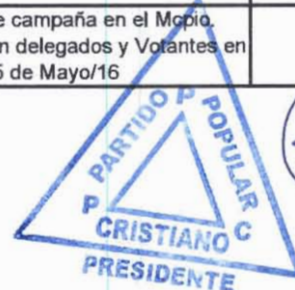 e campaña en el Mcpio.
n delegados y Votantes en
5 de Mayo/16
PARTIDO
POPULAR
CRISTIANO
P
P
C
PRESIDENTE